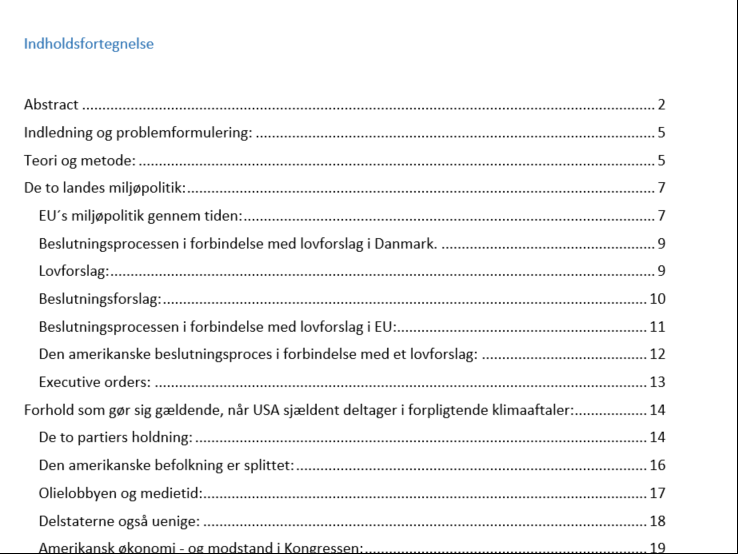 Indholdsfortegnelse
Abstract ........................................................................ 2
Indledning og problemformulering: ........................................................................ 5
Teori og metode: ........................................................................ 5
De to landes miljøpolitik:........................................................................ 7
EU´s miljøpolitik gennem tiden:........................................................................ 7
Beslutningsprocessen i forbindelse med lovforslag i Danmark. ........................................................................ 9
Lovforslag:........................................................................ 9
Beslutningsforslag:........................................................................ 10
Beslutningsprocessen i forbindelse med lovforslag i EU:........................................................................ 11
Den amerikanske beslutningsproces i forbindelse med et lovforslag: ........................................................................ 12
Executive orders: ........................................................................ 13
Forhold som gør sig gældende, når USA sjældent deltager i forpligtende klimaaftaler:.................. 14
De to partiers holdning: ........................................................................ 14
Den amerikanske befolkning er splittet:........................................................................ 16
Olielobbyen og medietid:........................................................................ 17
Delstaterne også uenige: ........................................................................ 18
Amerikansk økonomi - og modstand i Kongressen:........................................................................ 19